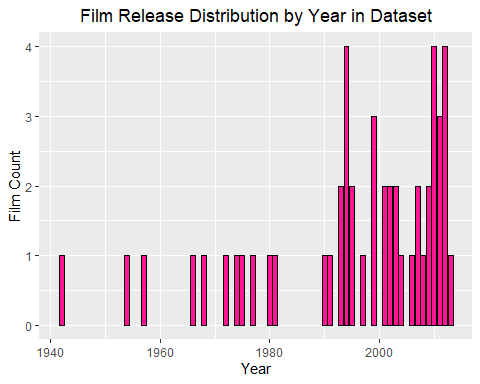 Film Release Distribution by Year in Dataset
4
3
2
1
0
Film Count
1940 1960 1980 2000
Year